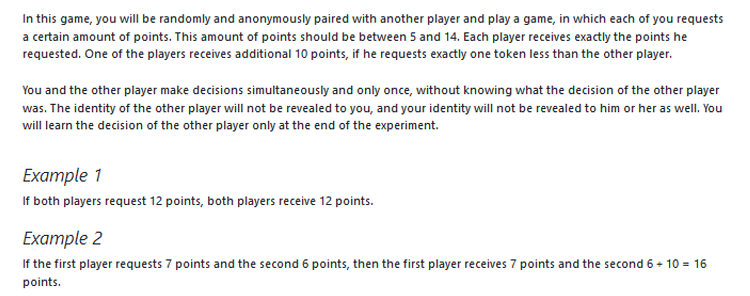 In this game, you will be randomly and anonymously paired with another player and play a game, in which each of you requests
a certain amount of points. This amount of points should be between 5 and 14. Each player receives exactly the points he
requested. One of the players receives additional 10 points, if he requests exactly one token less than the other player.
You and the other player make decisions simultaneously and only once, without knowing what the decision of the other player
was. The identity of the other player will not be revealed to you, and your identity will not be revealed to him or her as well. You
will learn the decision of the other player only at the end of the experiment.
Example 1
If both players request 12 points, both players receive 12 points.
Example 2
If the first player requests 7 points and the second 6 points, then the first player receives 7 points and the second 6 + 10 = 16
points.